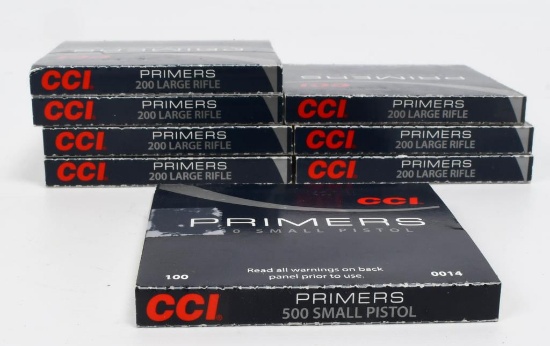 PRIMERS
CCI PRIMERS
200 LARGE RIFLE
CCI PRIMERS
200 LARGE RIFLE
CCI PRIMERS
200 LARGE RIFLE
CCI PRIMERS
200 LARGE RIFLE
PRIMERS
CCI PRIMERS
200 LARGE RIFLE
CCI PRIMERS
200 LARGE RIFLE
CCI PRIMERS
200 LARGE RIFLE
CCI
PRIMERS
SMALL PISTOL
100
Read all warnings on back
panel prior to use.
0014
CCI PRIMERS
500 SMALL PISTOL